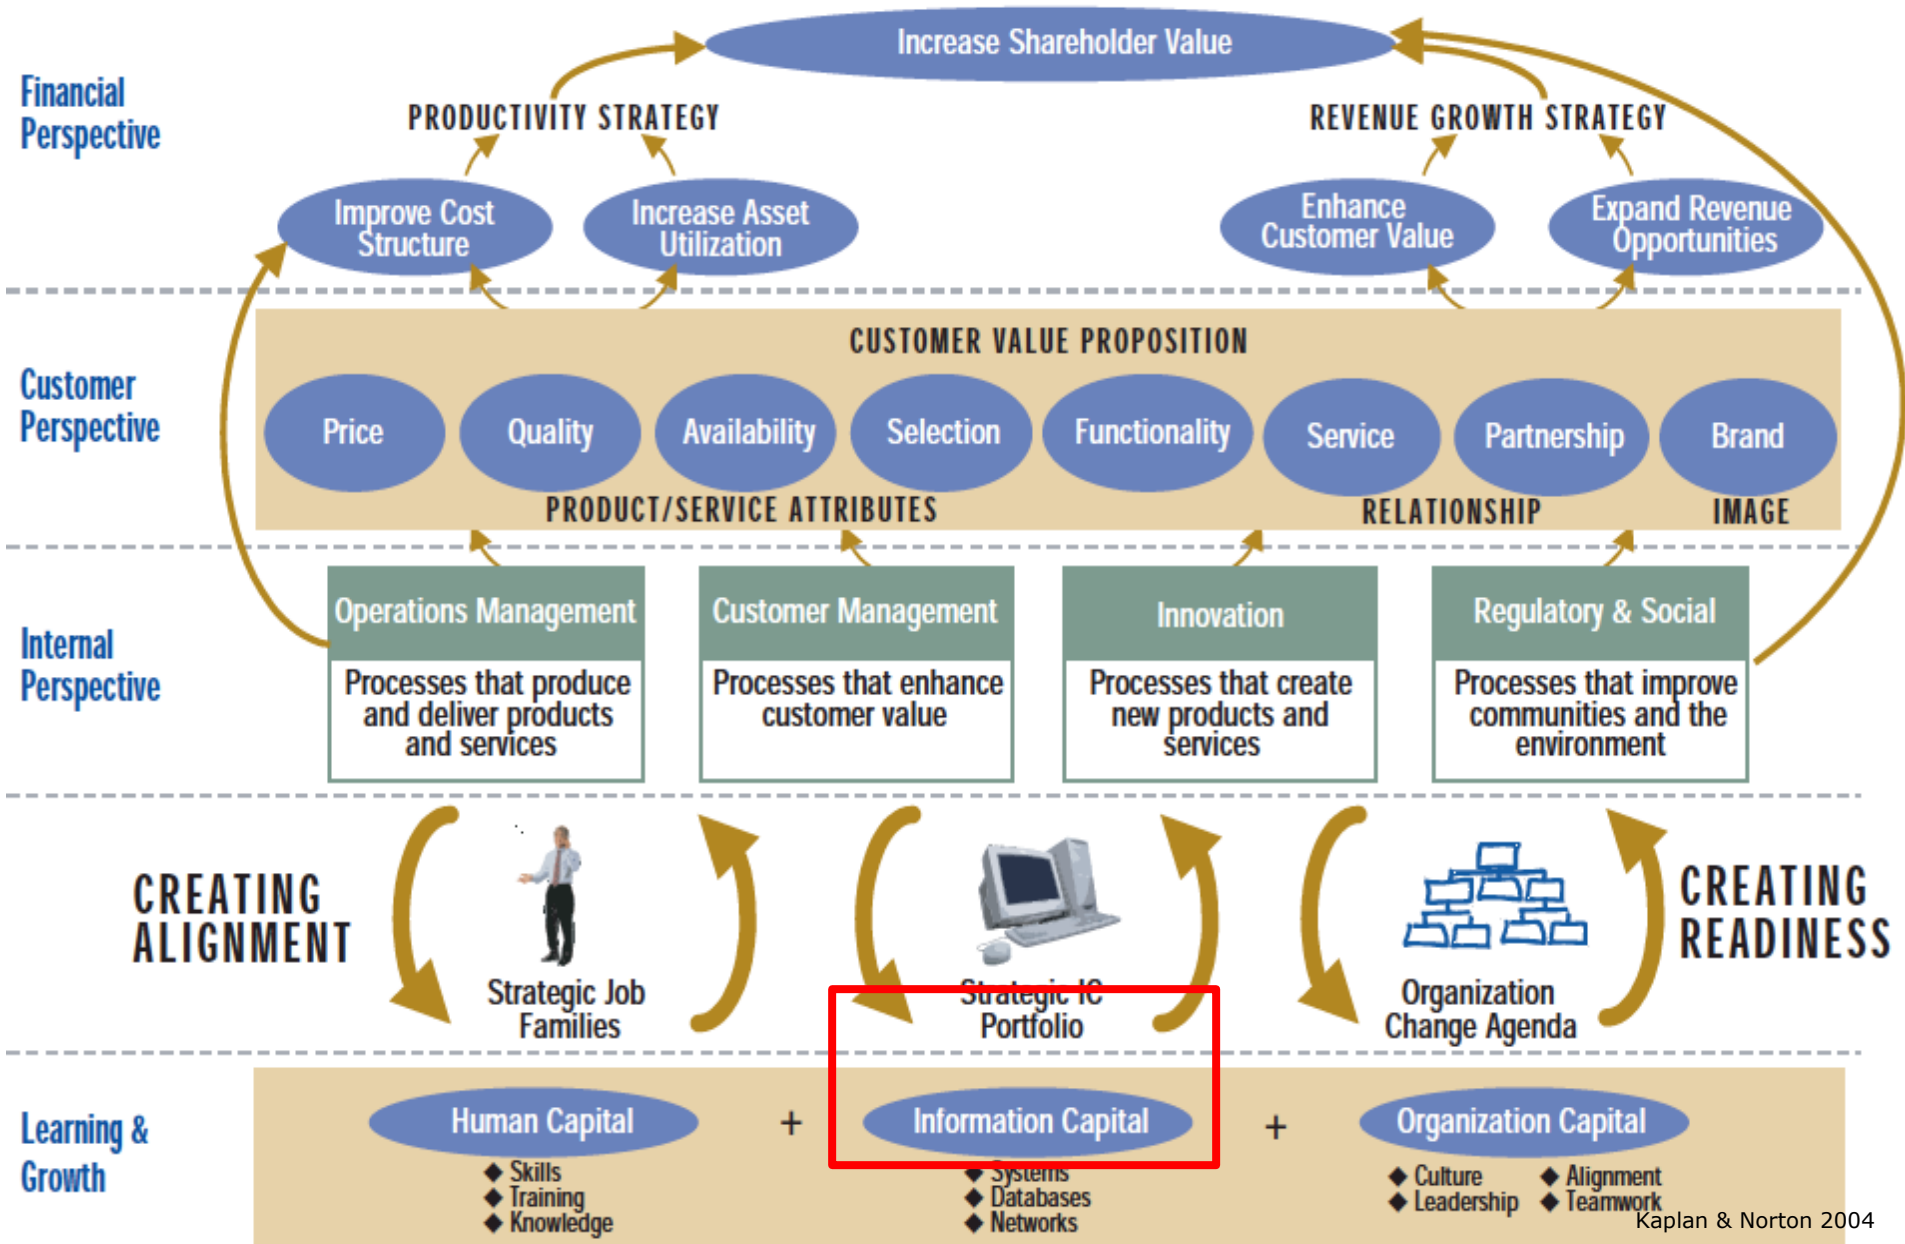 Increase Shareholder Value
Financial
Perspective
PRODUCTIVITY STRATEGY
REVENUE GROWTH STRATEGY
Improve Cost
Structure
Increase Asset
Utilization
Enhance
Customer Value
Expand Revenue
Opportunities
CUSTOMER VALUE PROPOSITION
Customer
Perspective
Price
Quality
Availability
Selection
Functionality
Service
Partnership
Brand
PRODUCT/SERVICE ATTRIBUTES
RELATIONSHIP
IMAGE
Internal
Perspective
Operations Management
Processes that produce
and deliver products
and services
Customer Management
Processes that enhance
customer value
Innovation
Processes that create
new products and
services
Regulatory & Social
Processes that improve
communities and the
environment
CREATING
ALIGNMENT
Strategic Job
Families
Strategic IC
Portfolio
Organization
Change Agenda
CREATING
READINESS
Learning &
Growth
Human Capital
◆ Skills
◆ Training
◆ Knowledge
+
Information Capital
◆ Systems
◆ Databases
◆ Networks
+
Organization Capital
◆ Culture
◆ Leadership
◆ Alignment
◆ Teamwork
Kaplan & Norton 2004